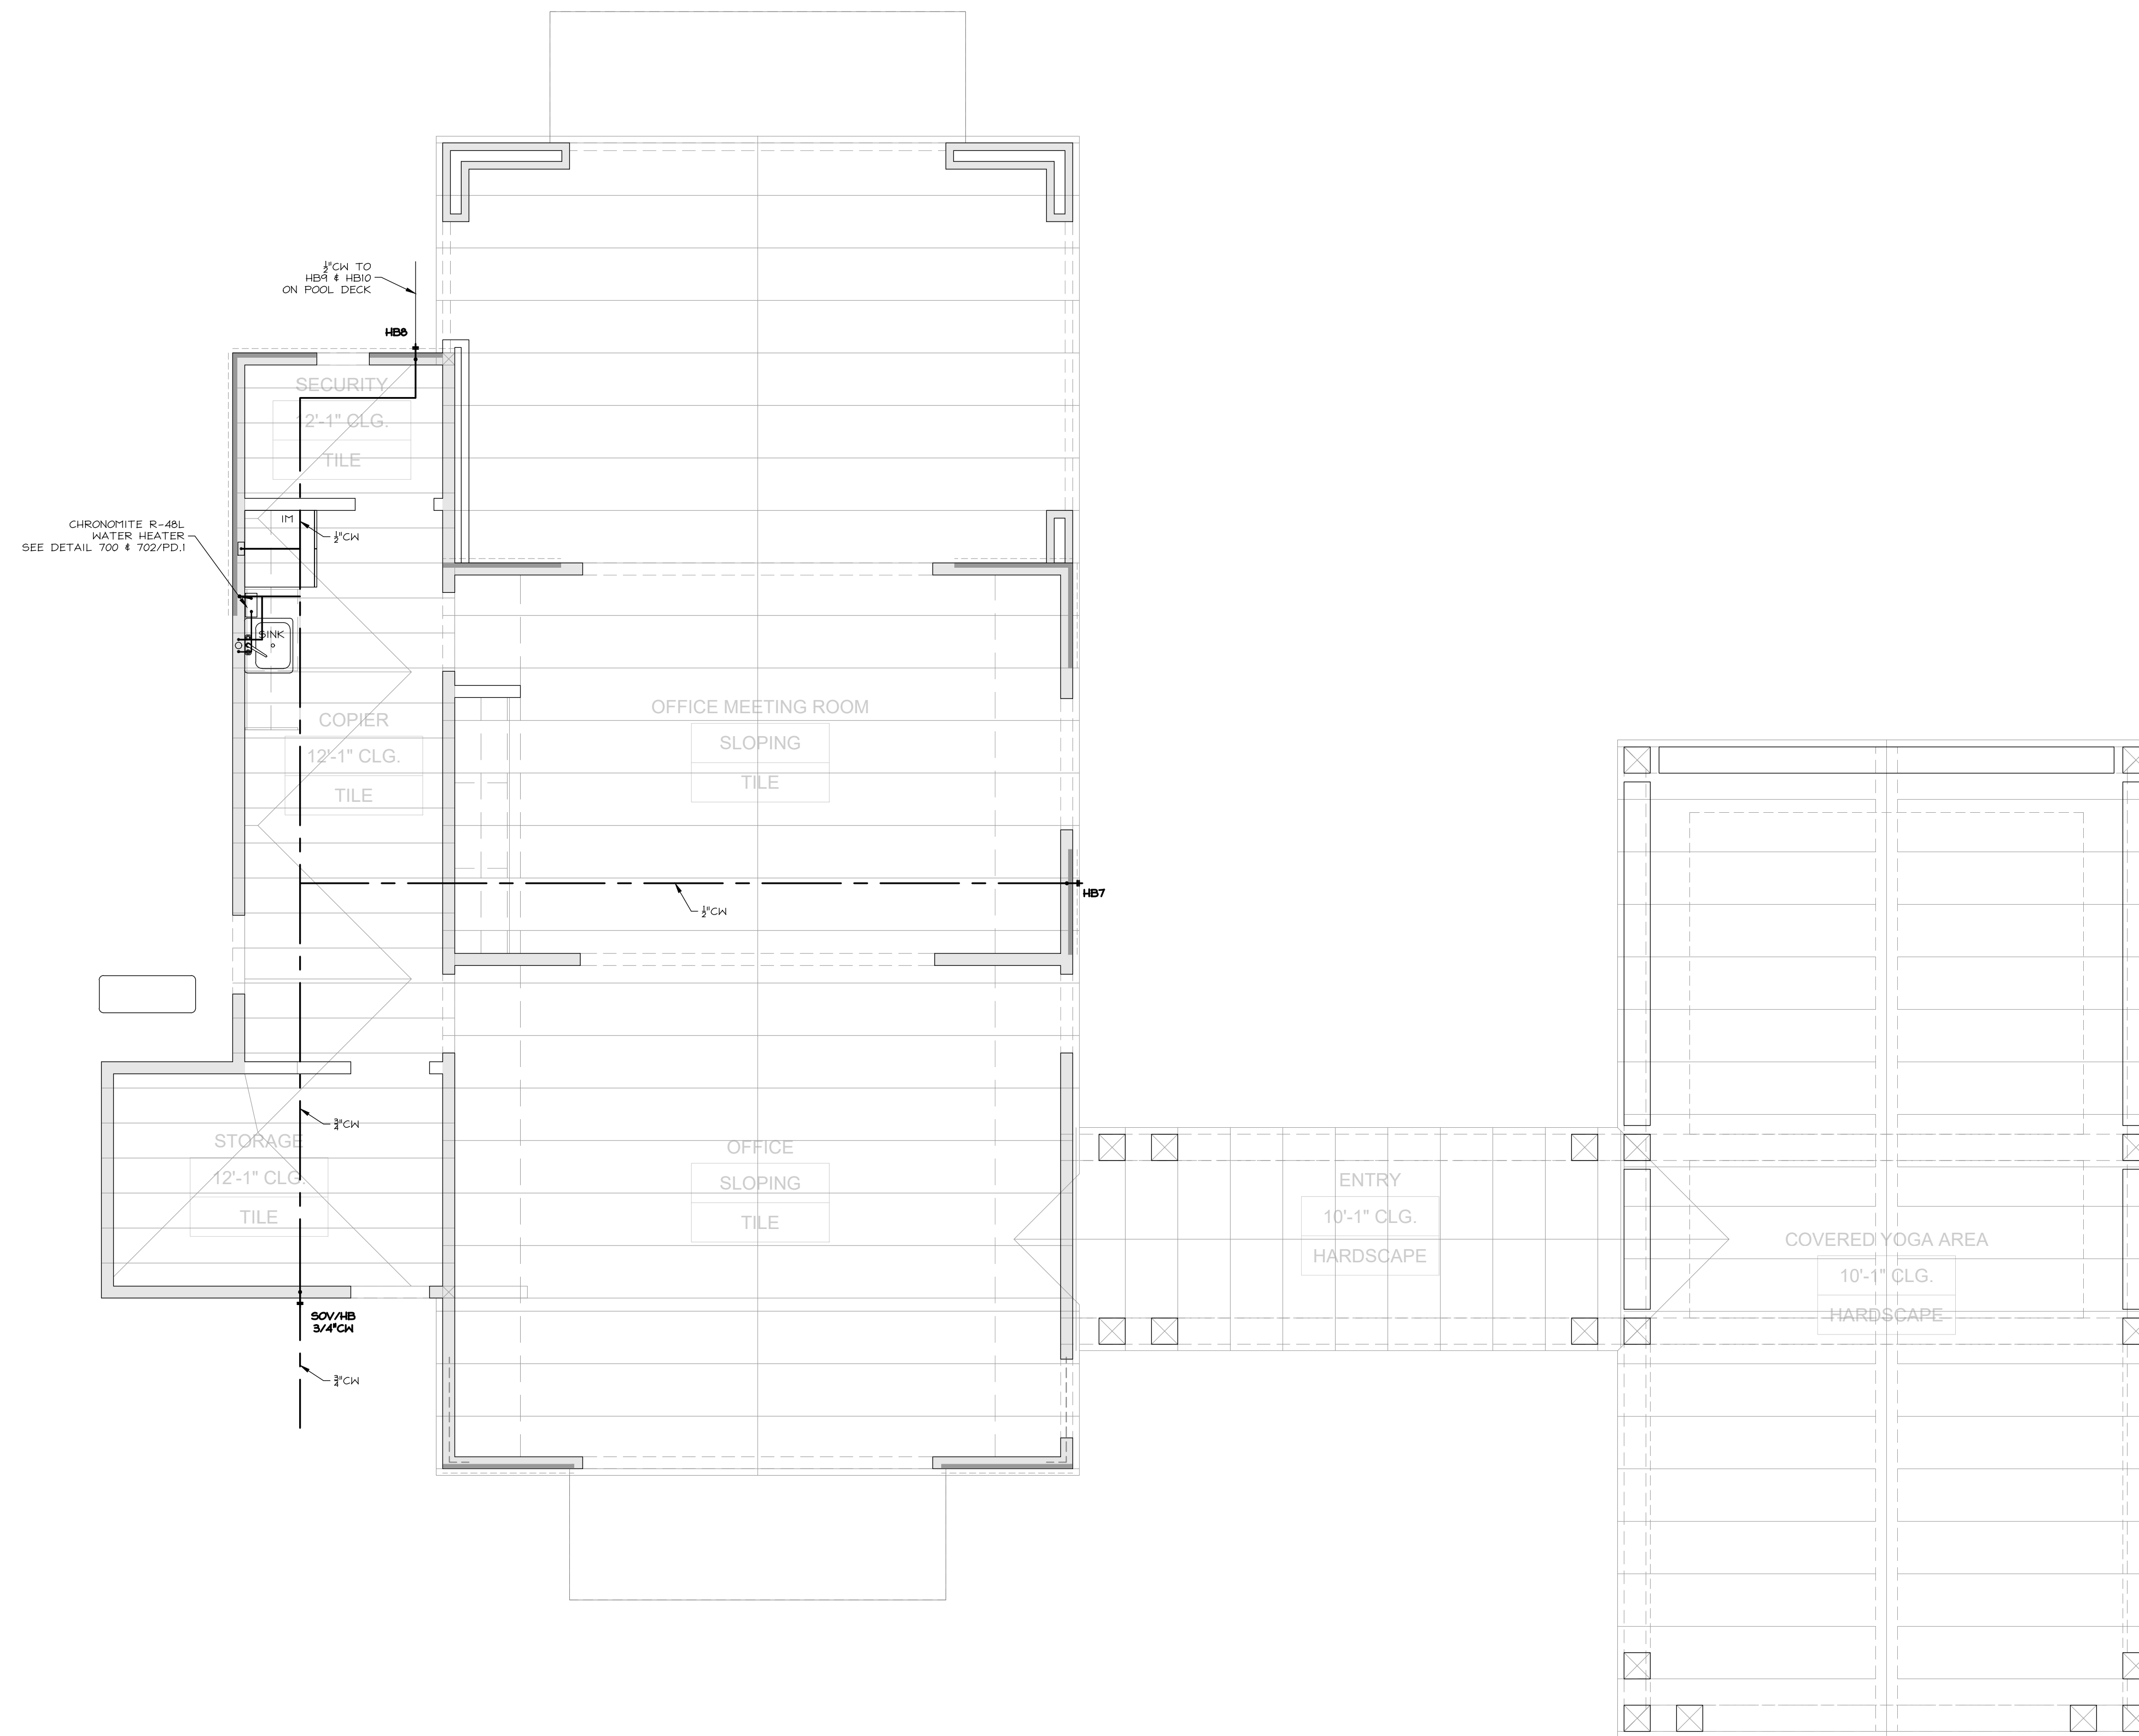 ½"CW TO
HB9 & HB10
ON POOL DECK
HB8
SECURITY
12'-1" CLG.
TILE
CHRONOMITE R-48L
WATER HEATER
SEE DETAIL 700 & 702/PD.1
IM
½"CW
SINK
COPIER
12'-1" CLG.
TILE
OFFICE MEETING ROOM
SLOPING
TILE
HB7
½"CW
¾"CW
STORAGE
12'-1" CLG.
TILE
OFFICE
SLOPING
TILE
ENTRY
10'-1" CLG.
HARDSCAPE
COVERED YOGA AREA
10'-1" CLG.
HARDSCAPE
SOV/HB
3/4"CW
¾"CW